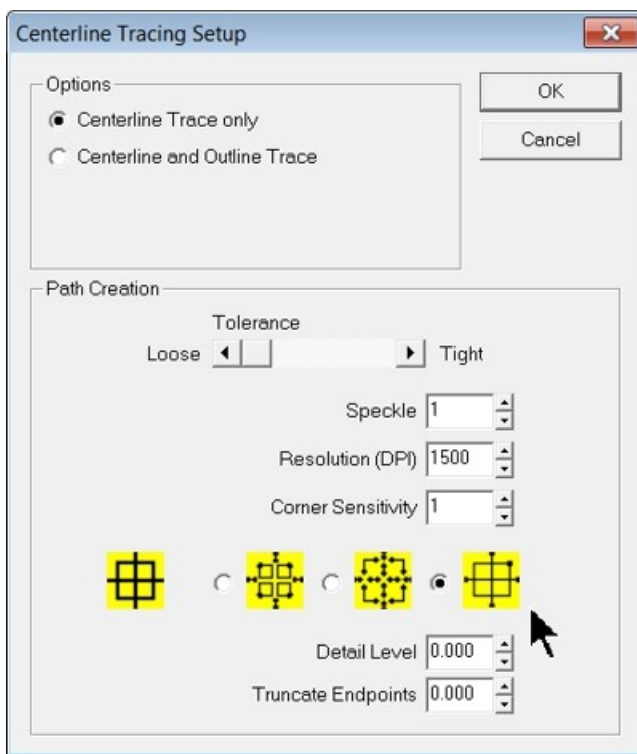 Centerline Tracing Setup
Options
Centerline Trace only
Centerline and Outline Trace
OK
Cancel
Path Creation
Tolerance
Loose
Tight
Speckle 1
Resolution (DPI) 1500
Corner Sensitivity 1
Detail Level 0.000
Truncate Endpoints 0.000